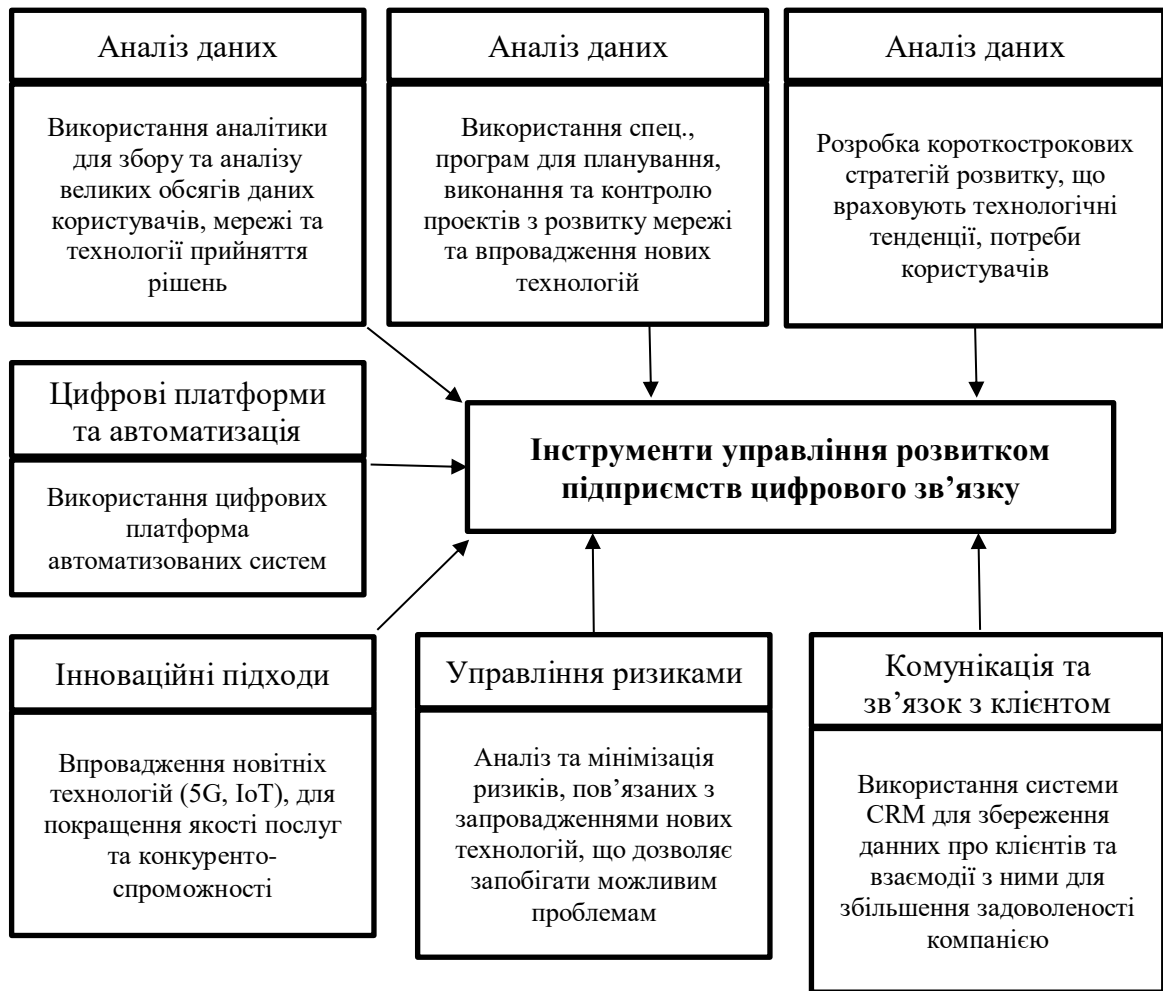 Аналіз даних
Використання аналітики
для збору та аналізу
великих обсягів даних
користувачів, мережі та
технології прийняття
рішень
Аналіз даних
Використання спец.,
програм для планування,
виконання та контролю
проектів з розвитку мережі
та впровадження нових
технологій
Аналіз даних
Розробка короткострокових
стратегій розвитку, що
враховують технологічні
тенденції, потреби
користувачів
Цифрові платформи
та автоматизація
Використання цифрових
платформа
автоматизованих систем
Інструменти управління розвитком
підприємств цифрового зв’язку
Інноваційні підходи
Впровадження новітніх
технологій (5G, IoT), для
покращення якості послуг
та конкуренто-
спроможності
Управління ризиками
Аналіз та мінімізація
ризиків, пов’язаних з
запровадженнями нових
технологій, що дозволяє
запобігати можливим
проблемам
Комунікація та
зв’язок з клієнтом
Використання системи
CRM для збереження
данних про клієнтів та
взаємодії з ними для
збільшення задоволеності
компанією